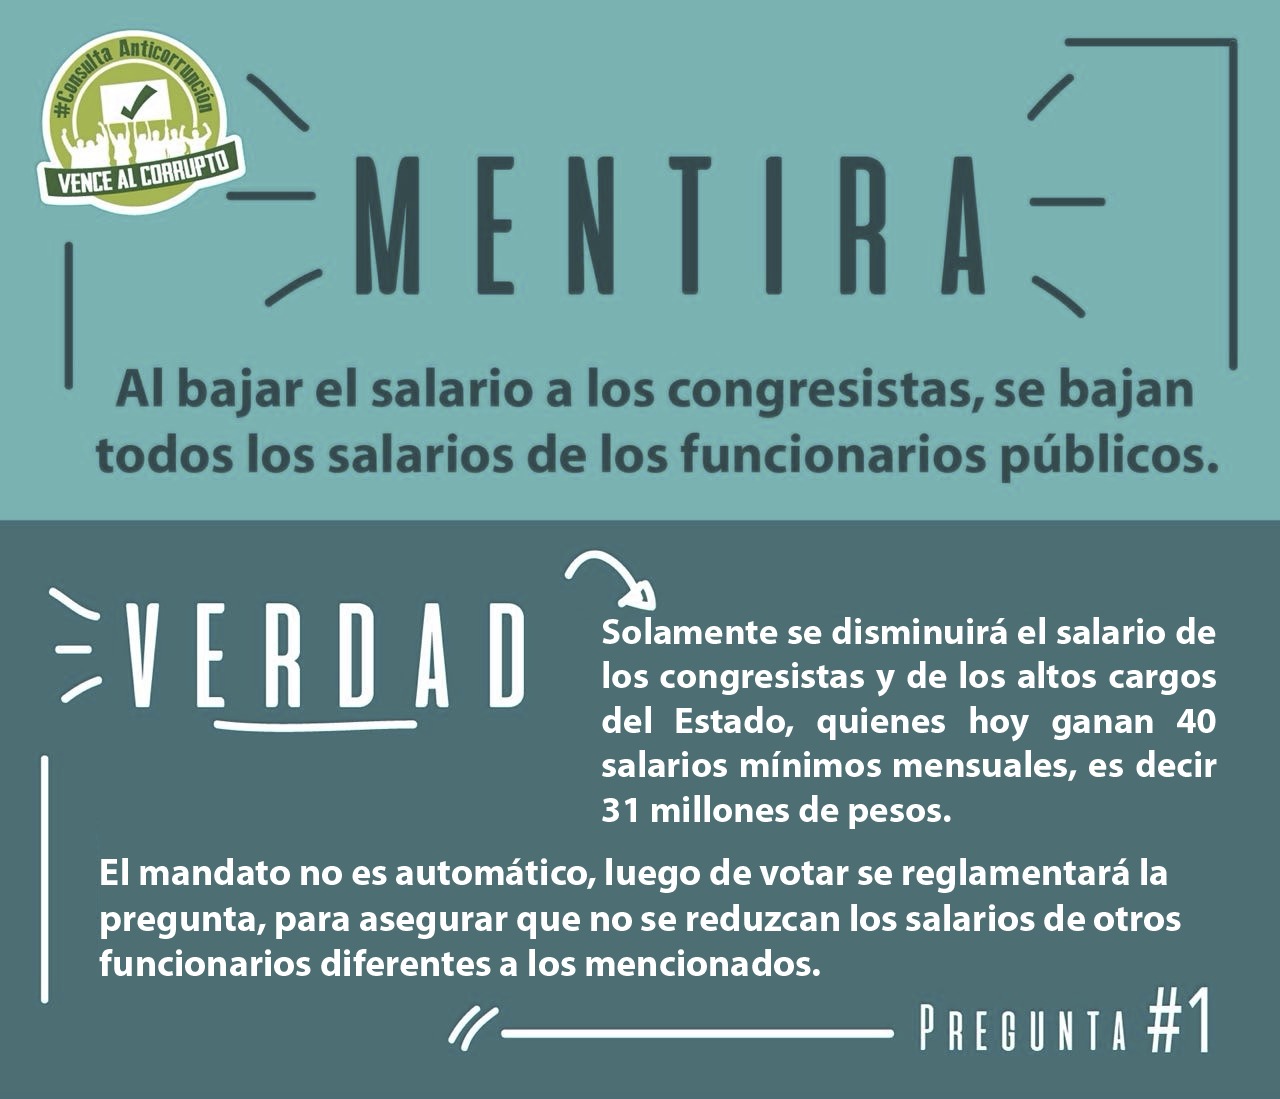 #Consulta Anticorrupción
VENCE AL CORRUPTO
MENTIRA
Al bajar el salario a los congresistas, se bajan
todos los salarios de los funcionarios públicos.
VERDAD
Solamente se disminuirá el salario de
los congresistas y de los altos cargos
del Estado, quienes hoy ganan 40
salarios mínimos mensuales, es decir
31 millones de pesos.
El mandato no es automático, luego de votar se reglamentará la
pregunta, para asegurar que no se reduzcan los salarios de otros
funcionarios diferentes a los mencionados.
PREGUNTA #1